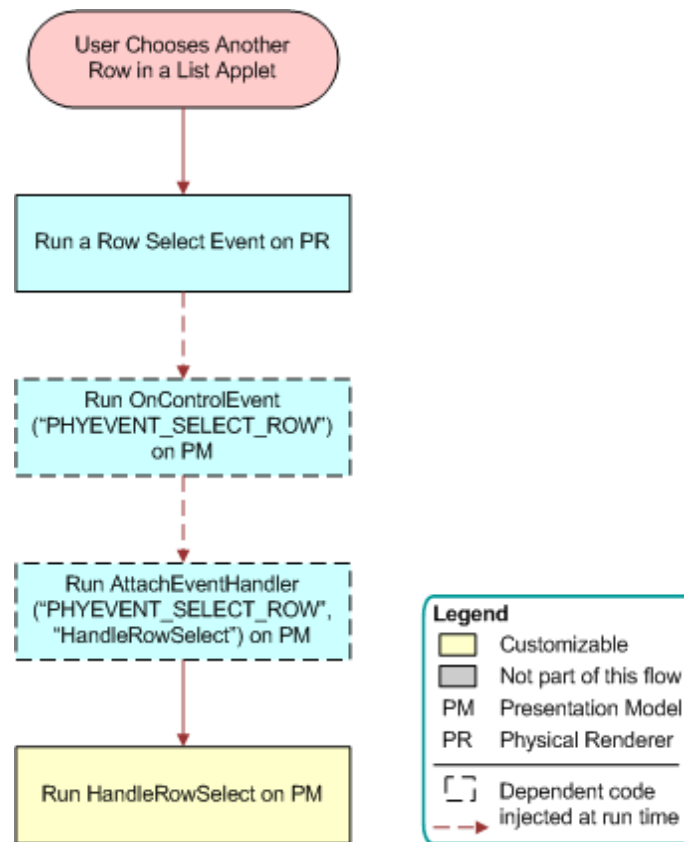 User Chooses Another
Row in a List Applet
Run a Row Select Event on PR
Run OnControlEvent
(“PHYEVENT_SELECT_ROW”)
on PM
Run AttachEventHandler
(“PHYEVENT_SELECT_ROW”,
“HandleRowSelect”) on PM
Run HandleRowSelect on PM
Legend
Customizable
Not part of this flow
PM Presentation Model
PR Physical Renderer
Dependent code
injected at run time